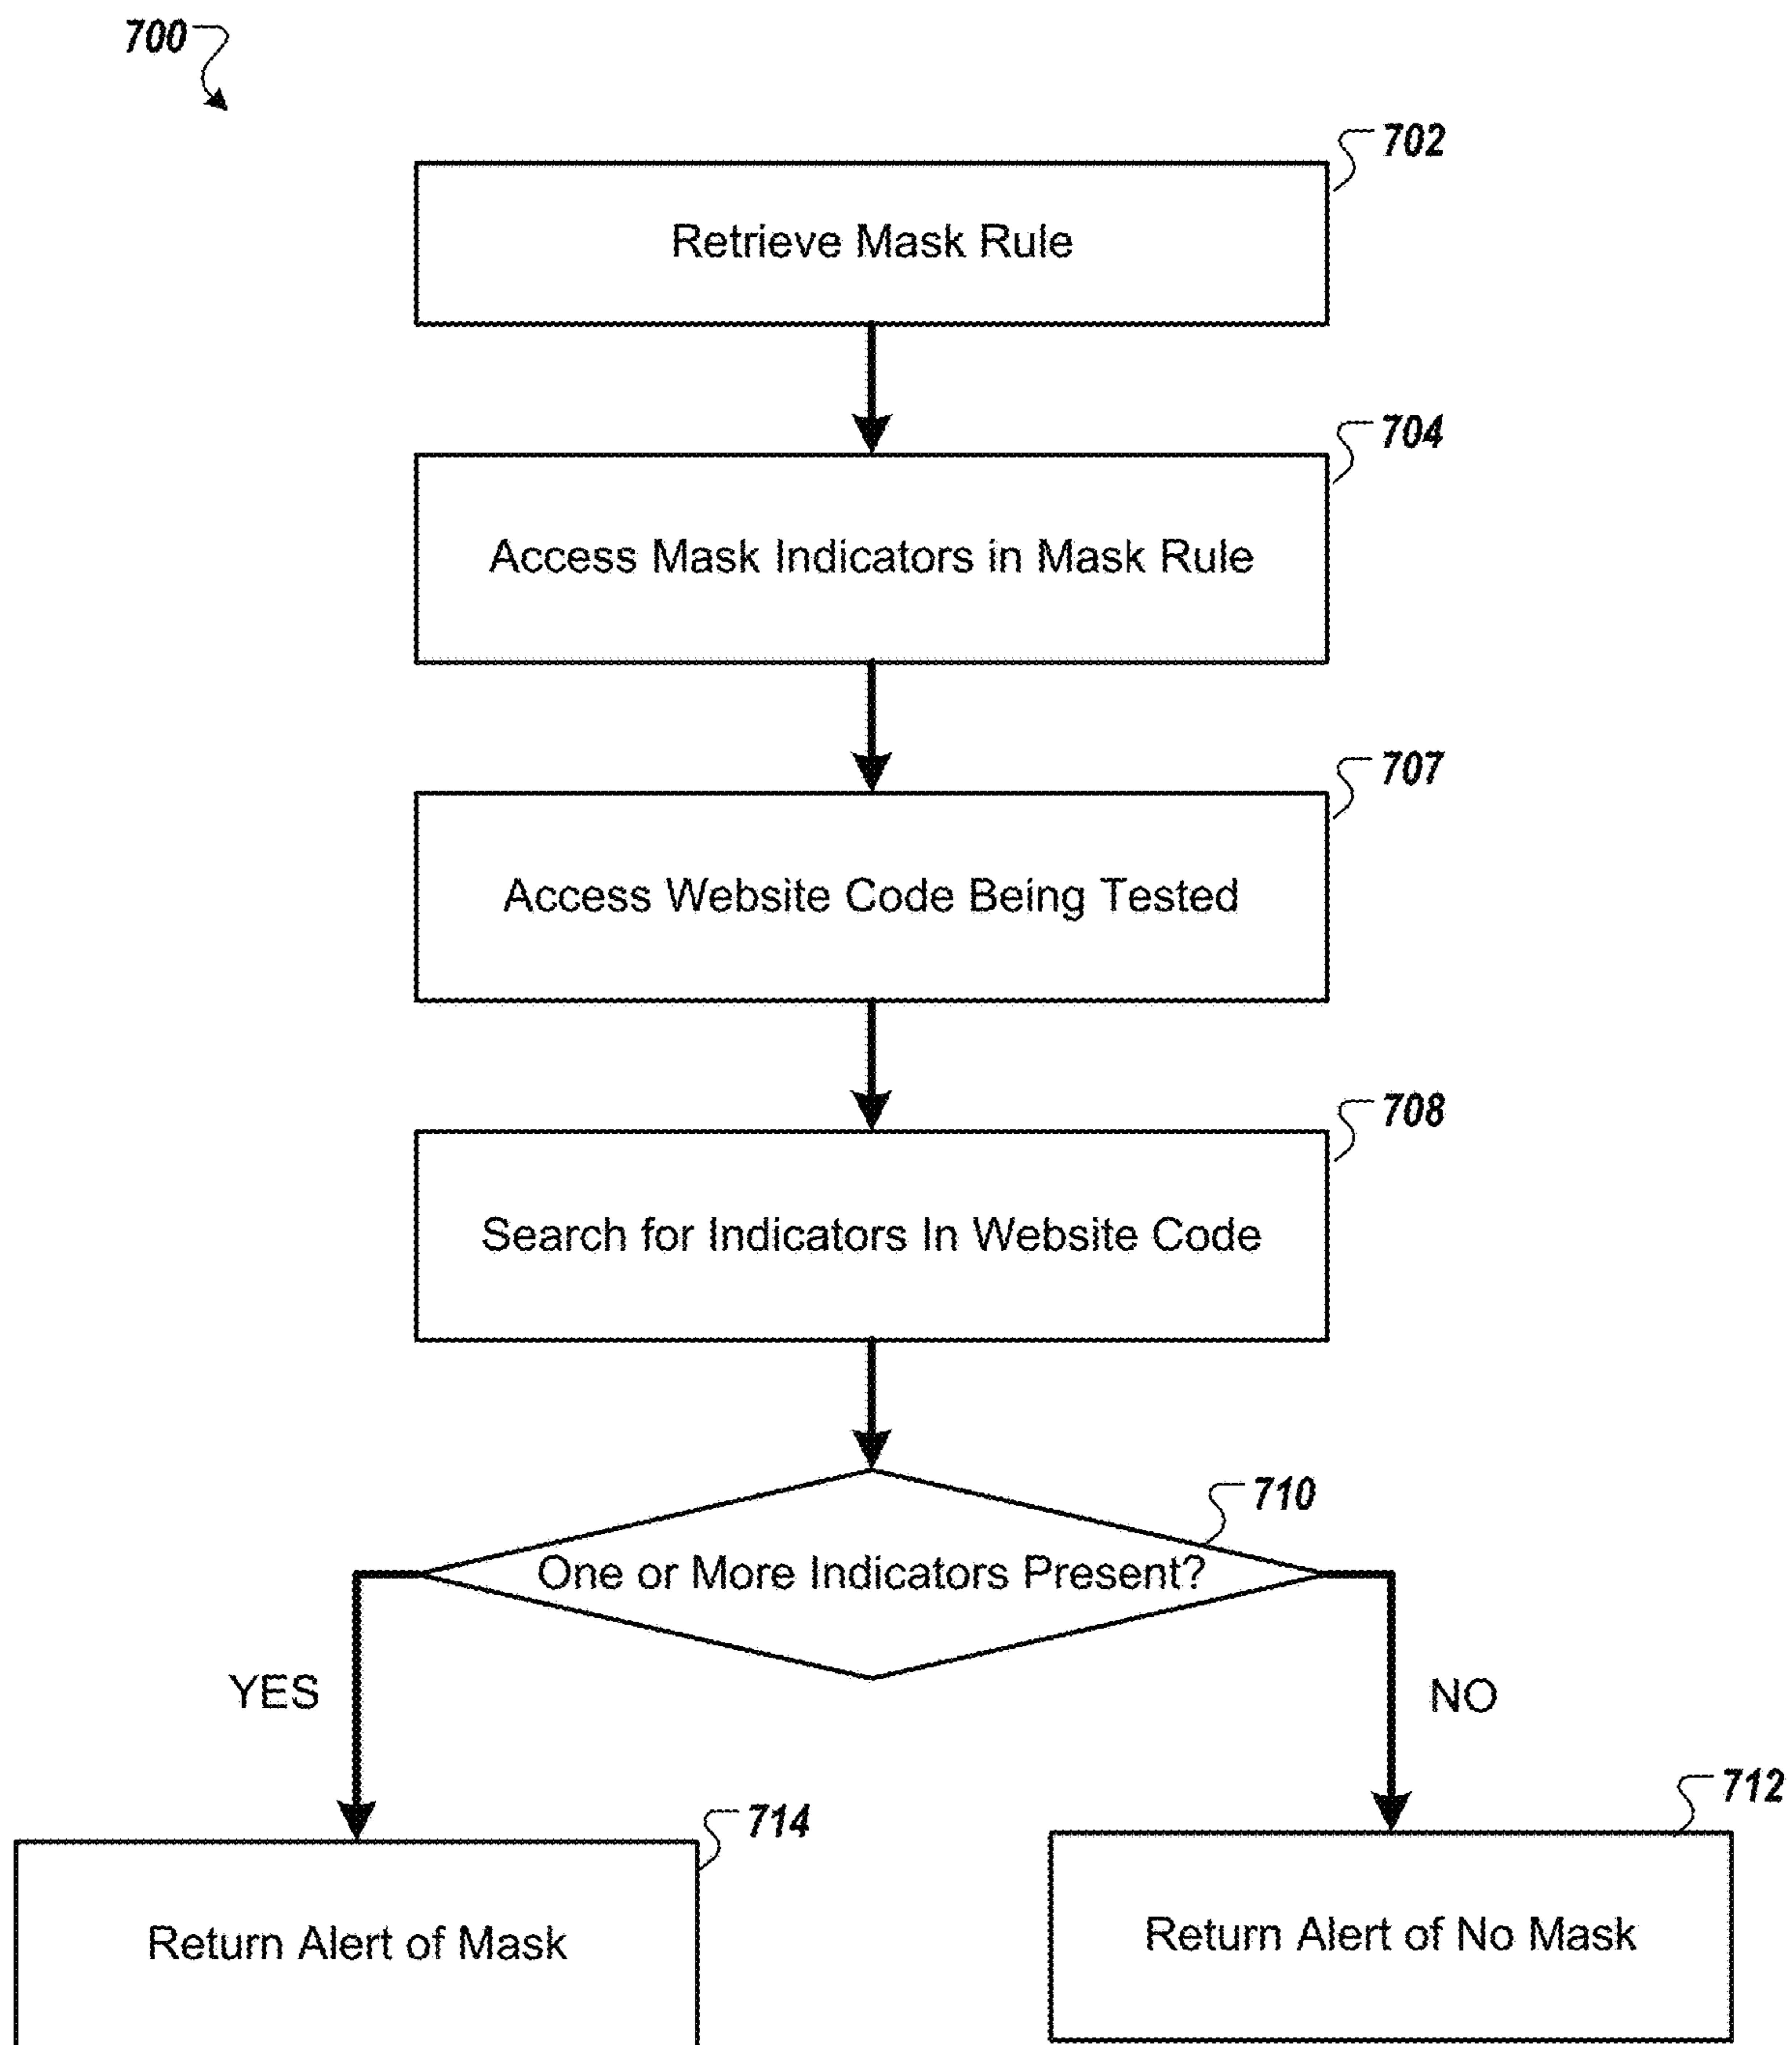 700
702
Retrieve Mask Rule
704
Access Mask Indicators in Mask Rule
707
Access Website Code Being Tested
708
Search for Indicators In Website Code
710
One or More Indicators Present?
YES
NO
714
712
Return Alert of Mask
Return Alert of No Mask